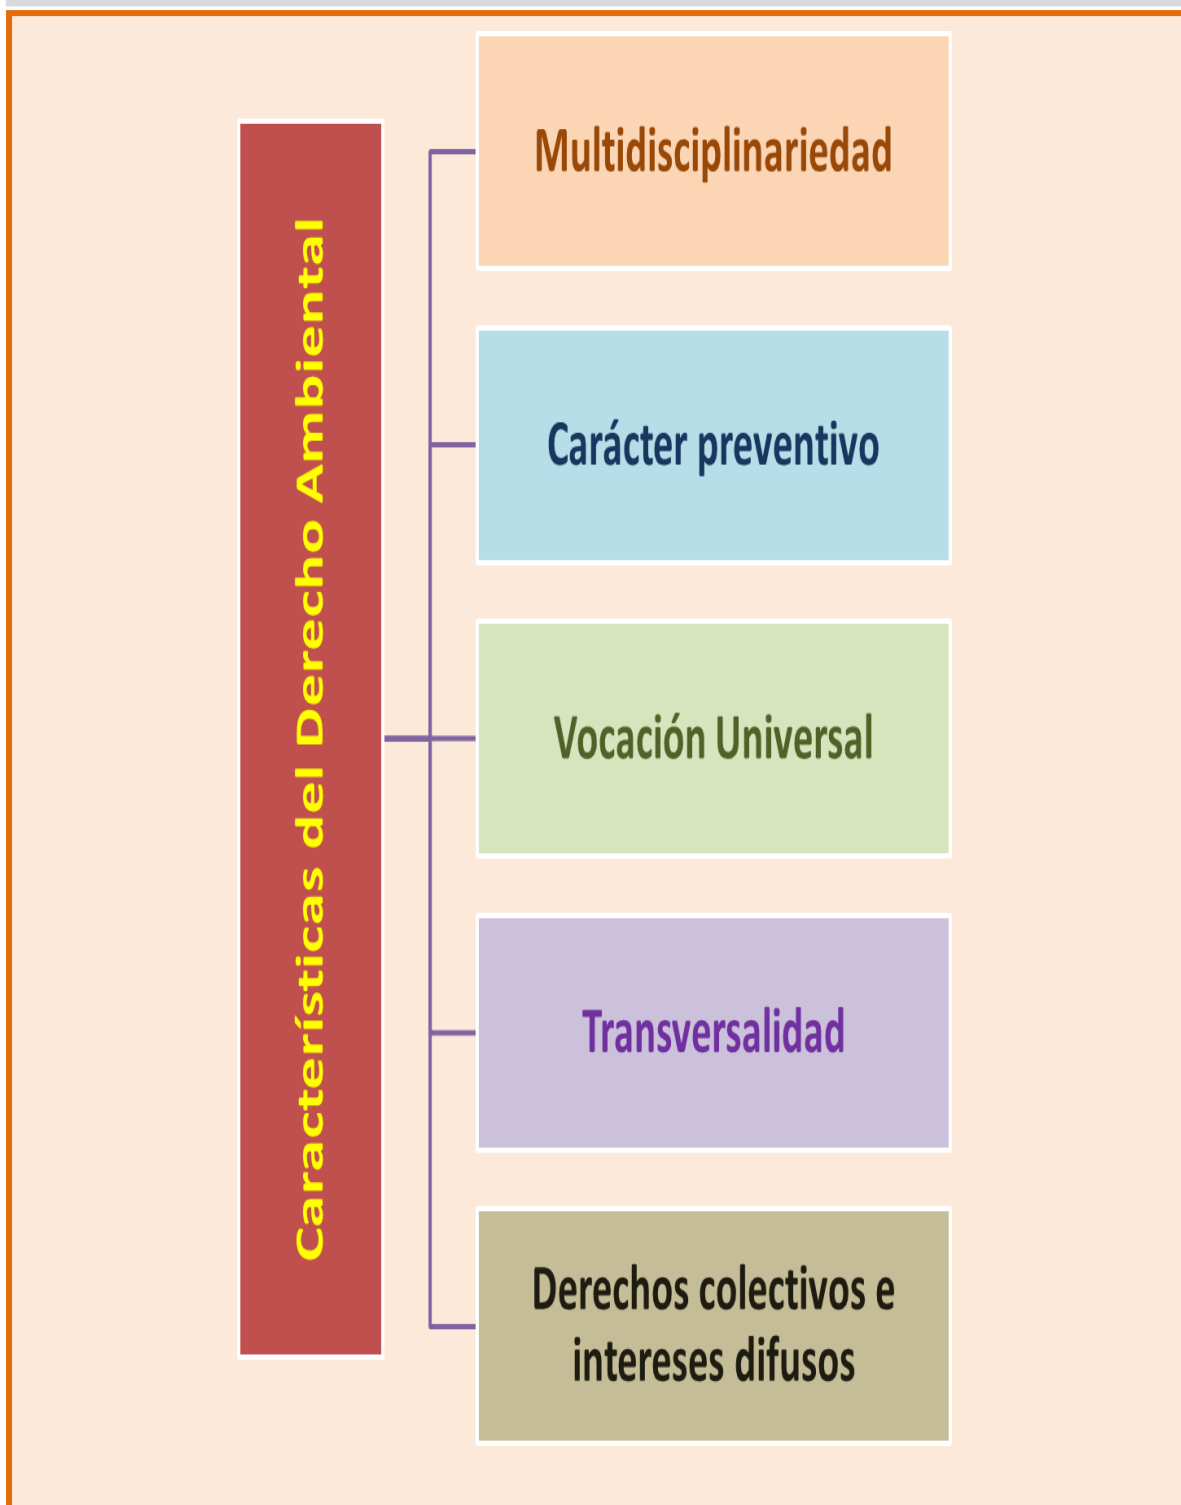 Características del Derecho Ambiental
Multidisciplinariedad
Carácter preventivo
Vocación Universal
Transversalidad
Derechos colectivos e
intereses difusos